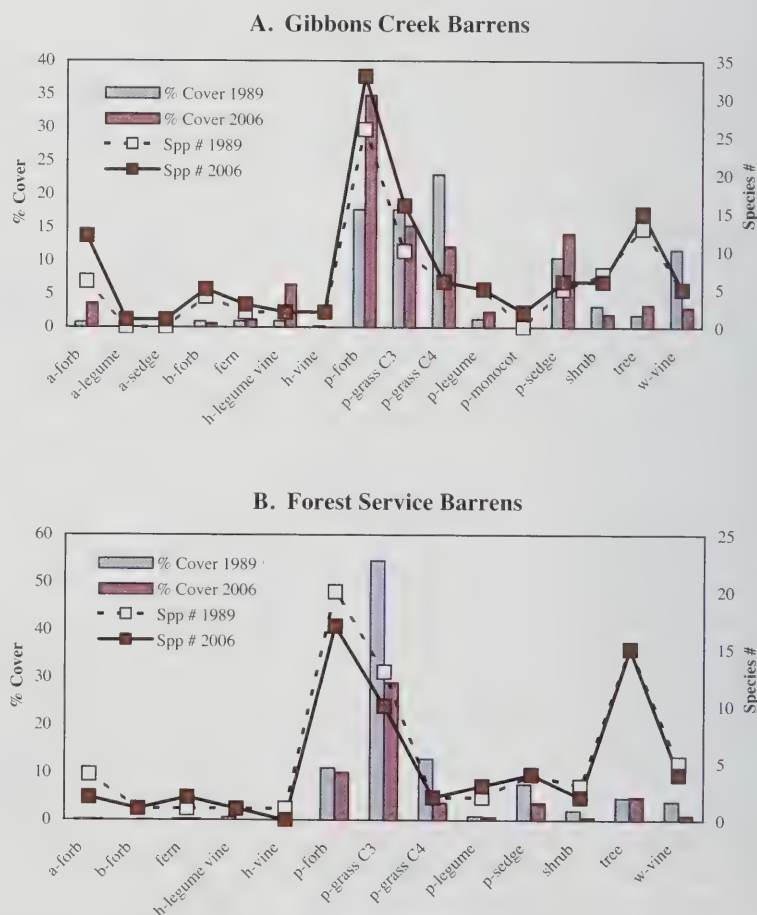 A. Gibbons Creek Barrens
40
35
30
25
20
15
10
5
0
% Cover
% Cover 1989
% Cover 2006
Spp # 1989
Spp # 2006
35
30
25
20
15
10
5
0
Species #
a-forb
a-legume
a-sedge
b-forb
fern
h-legume vine
h-vine
p-forb
p-grass C3
p-grass C4
p-legume
p-monocot
p-sedge
shrub
tree
w-vine
B. Forest Service Barrens
60
50
40
30
20
10
0
% Cover
% Cover 1989
% Cover 2006
Spp # 1989
Spp # 2006
25
20
15
10
5
0
Species #
a-forb
b-forb
fern
h-legume vine
h-vine
p-forb
p-grass C3
p-grass C4
p-legume
p-sedge
shrub
tree
w-vine